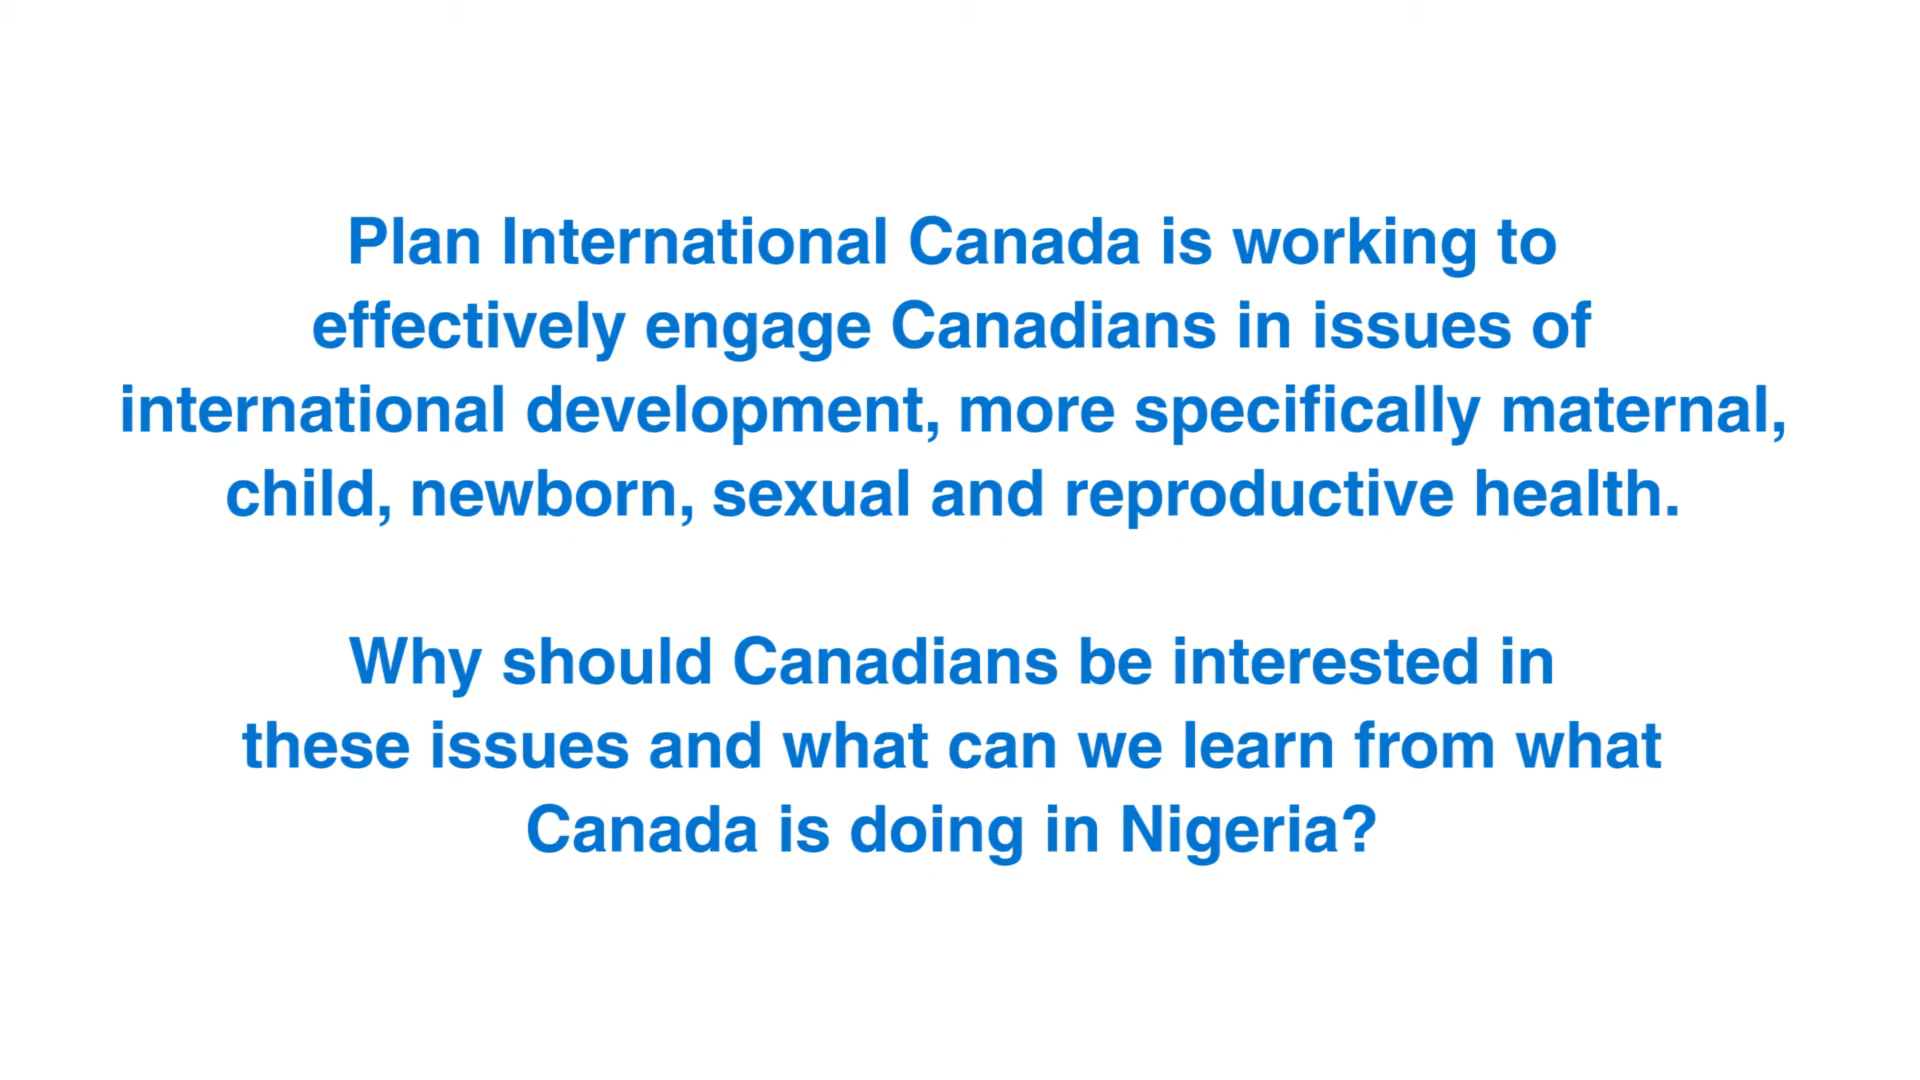 Plan International Canada is working to
effectively engage Canadians in issues of
international development, more specifically maternal,
child, newborn, sexual and reproductive health.
Why should Canadians be interested in
these issues and what can we learn from what
Canada is doing in Nigeria?